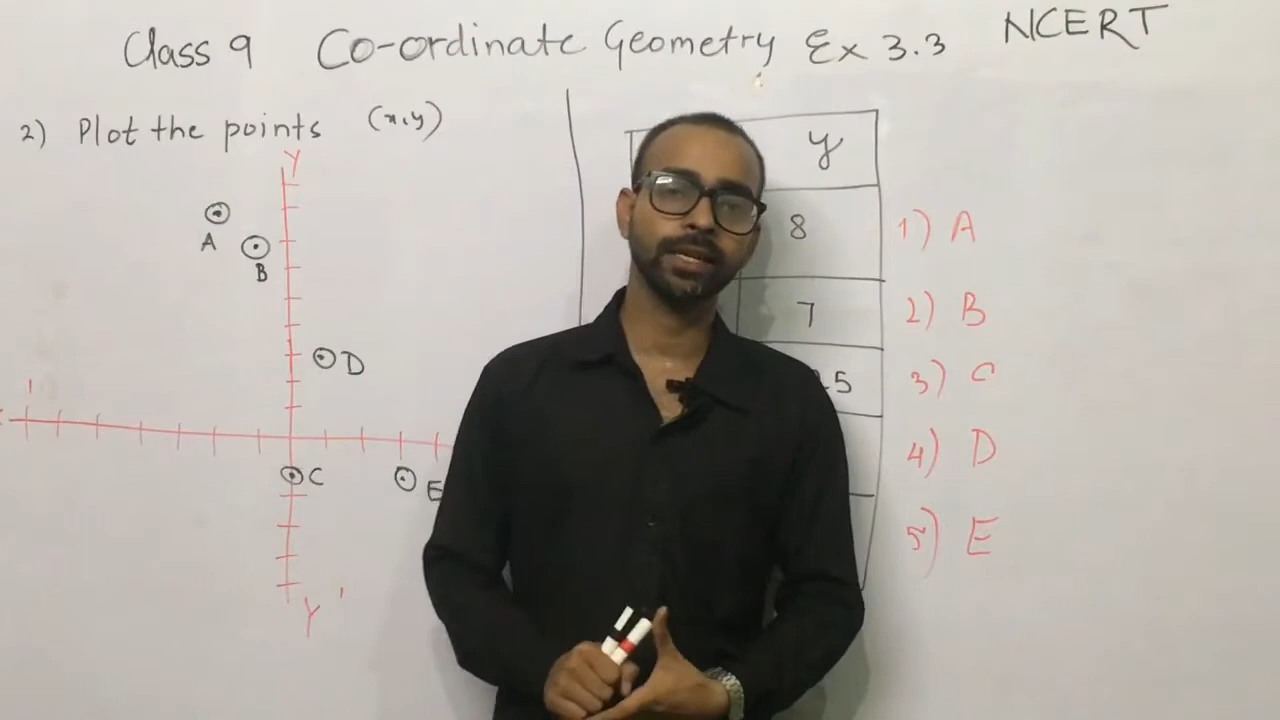 Class 9 Co-ordinate Geometry Ex 3.3 NCERT
2) Plot the points (x,y)
Y
y
A
B
8
1) A
7
2) B
D
5
3) C
4) D
C
E
5) E
Y'